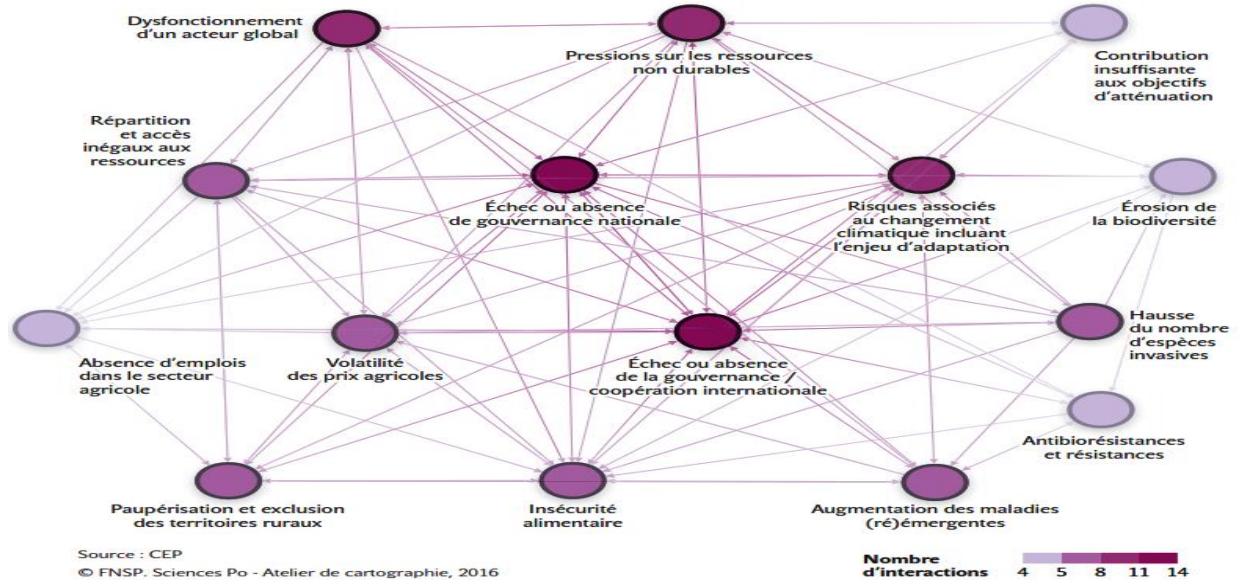 Dysfonctionnement
d'un acteur global
Pressions sur les ressources
non durables
Contribution
insuffisante
aux objectifs
d'atténuation
Répartition
et accès
inégaux aux
ressources
Échec ou absence
de gouvernance nationale
Risques associés
au changement
climatique incluant
l'enjeu d'adaptation
Érosion de
la biodiversité
Absence d'emplois
dans le secteur
agricole
Volatilité
des prix agricoles
Échec ou absence
de la gouvernance /
coopération internationale
Hausse
du nombre
d'espèces
invasives
Antibiorésistances
et résistances
Paupérisation et exclusion
des territoires ruraux
Insécurité
alimentaire
Augmentation des maladies
(ré)émergentes
Source : CEP
© FNSP. Sciences Po - Atelier de cartographie, 2016
Nombre
d'interactions 4 5 8 11 14